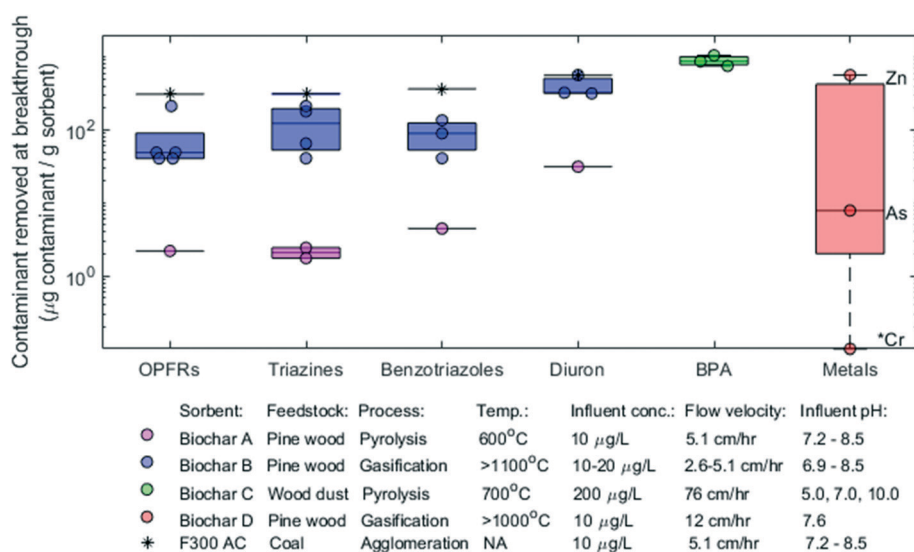 Contaminant removed at breakthrough
(μg contaminant / g sorbent)
10²
10⁰
Zn
As
*Cr
OPFRs Triazines Benzotriazoles Diuron BPA Metals
Sorbent: Feedstock: Process: Temp.: Influent conc.: Flow velocity: Influent pH:
Biochar A Pine wood Pyrolysis 600°C 10 μg/L 5.1 cm/hr 7.2 - 8.5
Biochar B Pine wood Gasification >1100°C 10-20 μg/L 2.6-5.1 cm/hr 6.9 - 8.5
Biochar C Wood dust Pyrolysis 700°C 200 μg/L 76 cm/hr 5.0, 7.0, 10.0
Biochar D Pine wood Gasification >1000°C 10 μg/L 12 cm/hr 7.6
* F300 AC Coal Agglomeration NA 10 μg/L 5.1 cm/hr 7.2 - 8.5